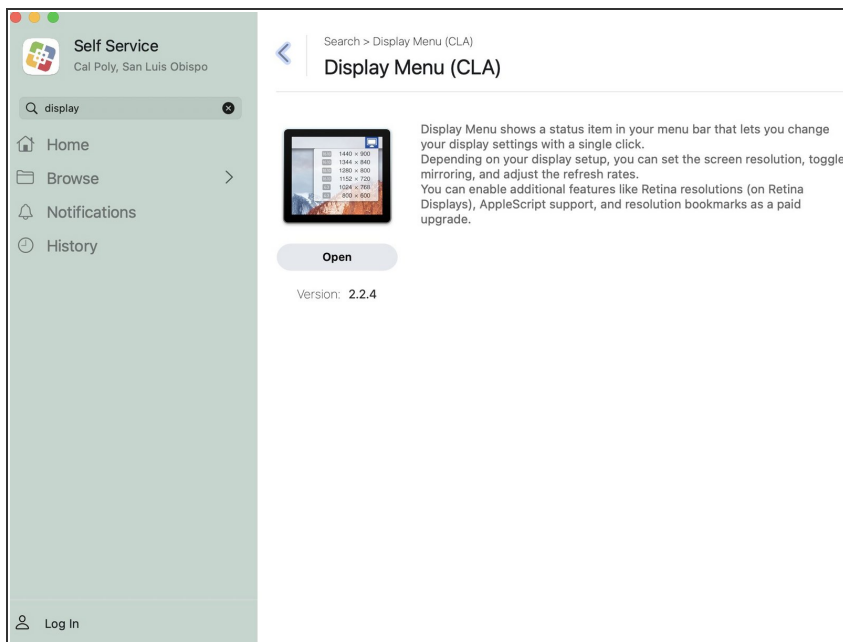 Self Service
Cal Poly, San Luis Obispo
display
Home
Browse
Notifications
History
Log In
Search > Display Menu (CLA)
Display Menu (CLA)
1440 × 900
1344 × 840
1280 × 800
1152 × 720
1024 × 768
800 × 600
Open
Version: 2.2.4
Display Menu shows a status item in your menu bar that lets you change
your display settings with a single click.
Depending on your display setup, you can set the screen resolution, toggle
mirroring, and adjust the refresh rates.
You can enable additional features like Retina resolutions (on Retina
Displays), AppleScript support, and resolution bookmarks as a paid
upgrade.